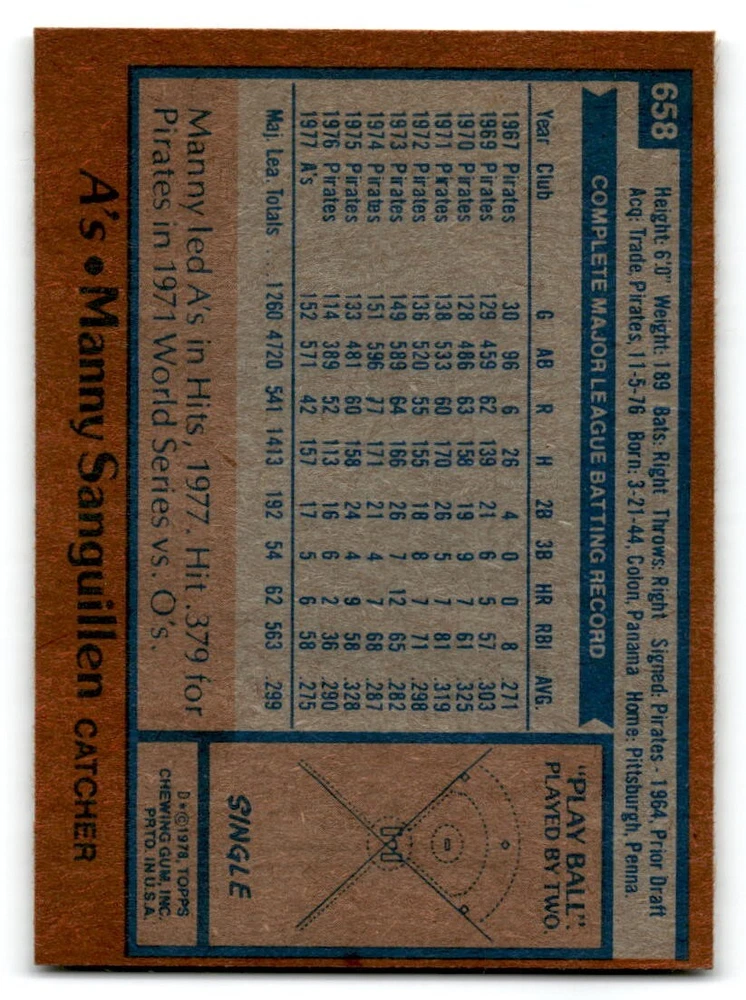 658
Height: 6'0" Weight: 189 Bats: Right Throws: Right Signed: Pirates - 1964, Prior Draft
Acq: Trade, Pirates, 11-5-76 Born: 3-21-44, Colon, Panama Home: Pittsburgh, Penna.
COMPLETE MAJOR LEAGUE BATTING RECORD
Year Club G AB R H 2B 3B HR RBI AVG.
1967 Pirates 30 96 6 26 4 0 0 8 .271
1969 Pirates 129 459 62 139 21 6 5 57 .303
1970 Pirates 128 486 63 158 19 9 7 61 .325
1971 Pirates 138 533 60 170 26 5 7 81 .319
1972 Pirates 136 520 55 155 18 8 7 71 .298
1973 Pirates 149 589 64 166 26 7 12 65 .282
1974 Pirates 151 596 77 171 21 4 7 68 .287
1975 Pirates 133 481 60 158 24 4 9 58 .328
1976 Pirates 114 389 52 113 16 6 2 36 .290
1977 A's 152 571 42 157 17 5 6 58 .275
Maj. Lea. Totals ... 1260 4720 541 1413 192 54 62 563 .299
Manny led A's in Hits, 1977. Hit .379 for
Pirates in 1971 World Series vs. O's.
"PLAY BALL"
PLAYED BY TWO.
SINGLE
D*©1978, TOPPS
CHEWING GUM, INC.
PRTD. IN U.S.A.
A's • Manny Sanguillen CATCHER